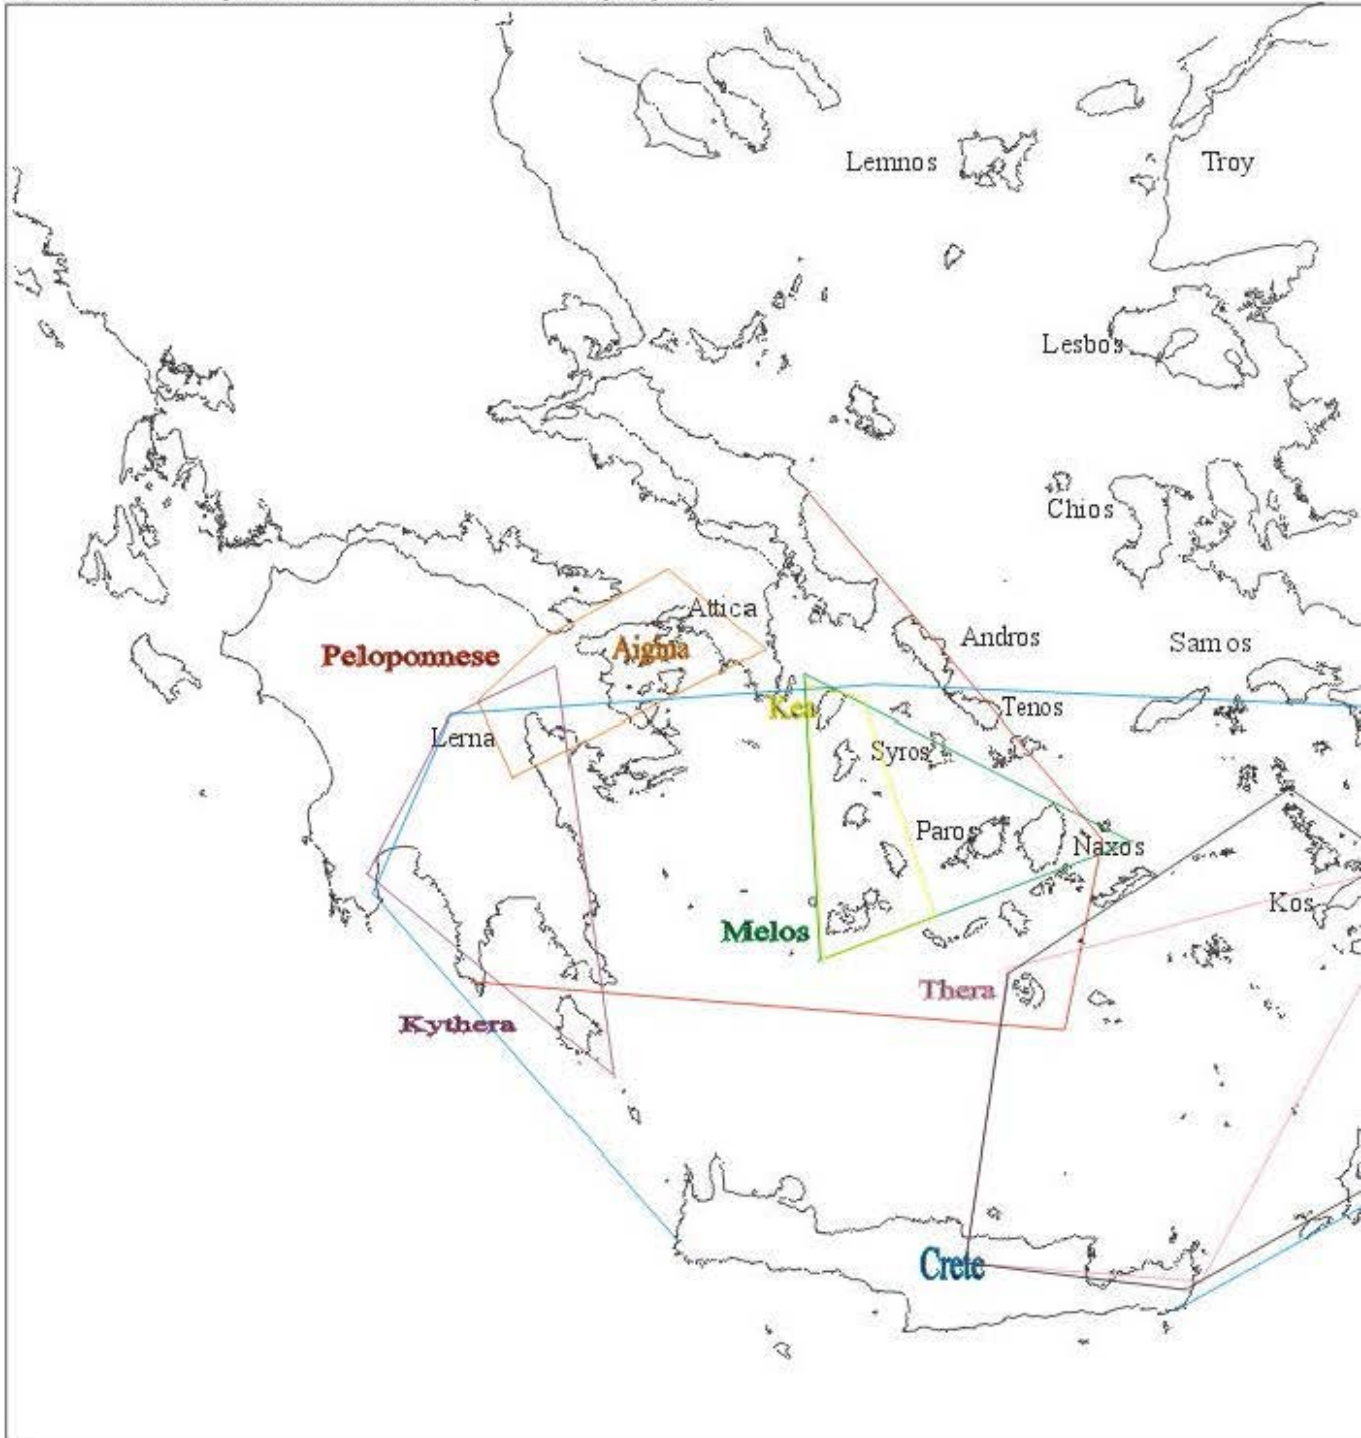 Lemnos
Troy
Lesbos
Chios
Attica
Andros
Samos
Peloponnese
Aigina
Kea
Tenos
Lerna
Syros
Paros
Naxos
Kos
Melos
Thera
Kythera
Crete